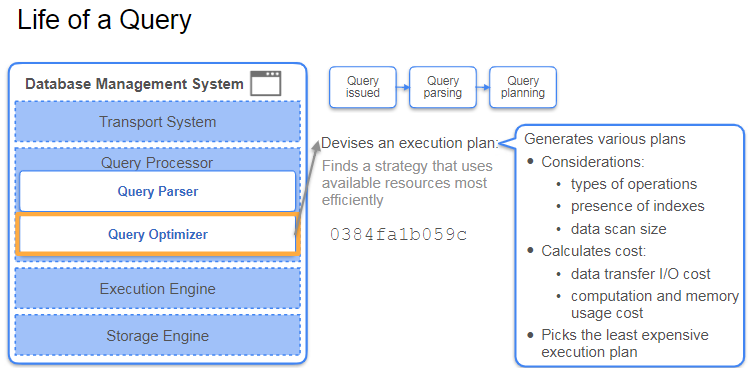 Life of a Query
Database Management System
Transport System
Query Processor
Query Parser
Query Optimizer
Execution Engine
Storage Engine
Query
issued
Query
parsing
Query
planning
Devises an execution plan:
Finds a strategy that uses
available resources most
efficiently
0384fa1b059c
Generates various plans
• Considerations:
• types of operations
• presence of indexes
• data scan size
• Calculates cost:
• data transfer I/O cost
• computation and memory
usage cost
• Picks the least expensive
execution plan